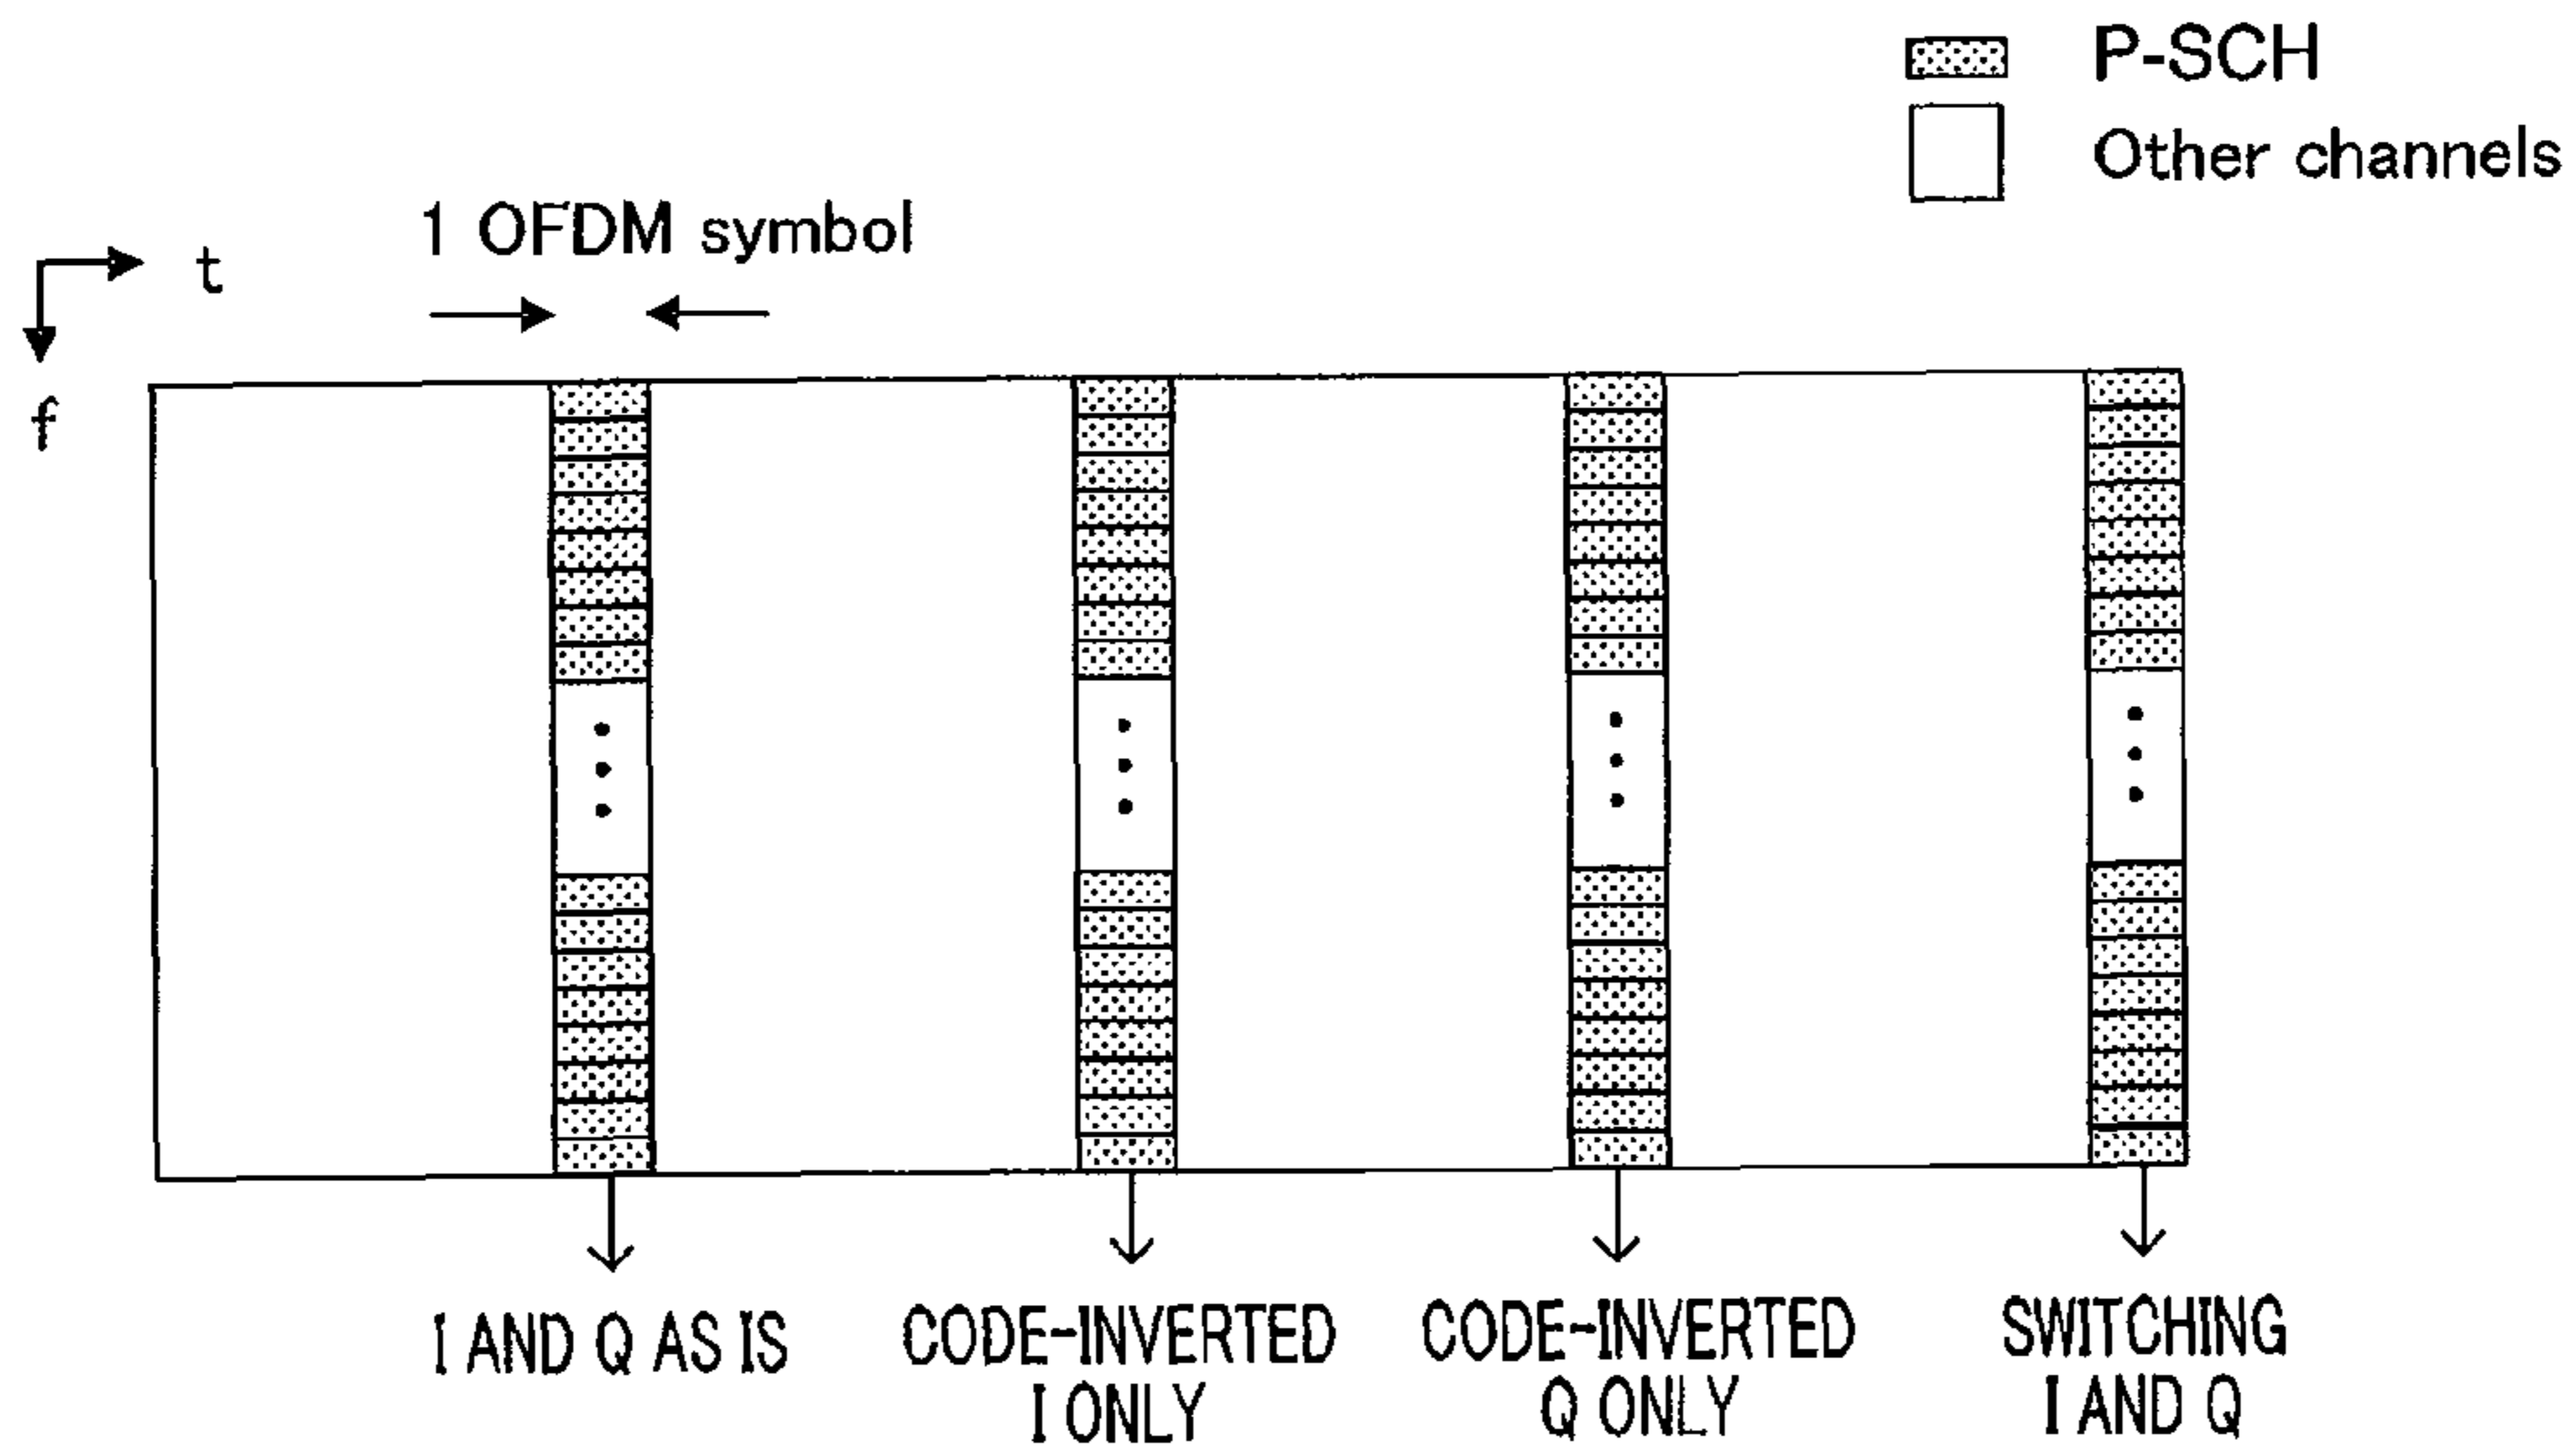 P-SCH
Other channels
1 OFDM symbol
t
f
I AND Q AS IS
CODE-INVERTED
I ONLY
CODE-INVERTED
Q ONLY
SWITCHING
I AND Q